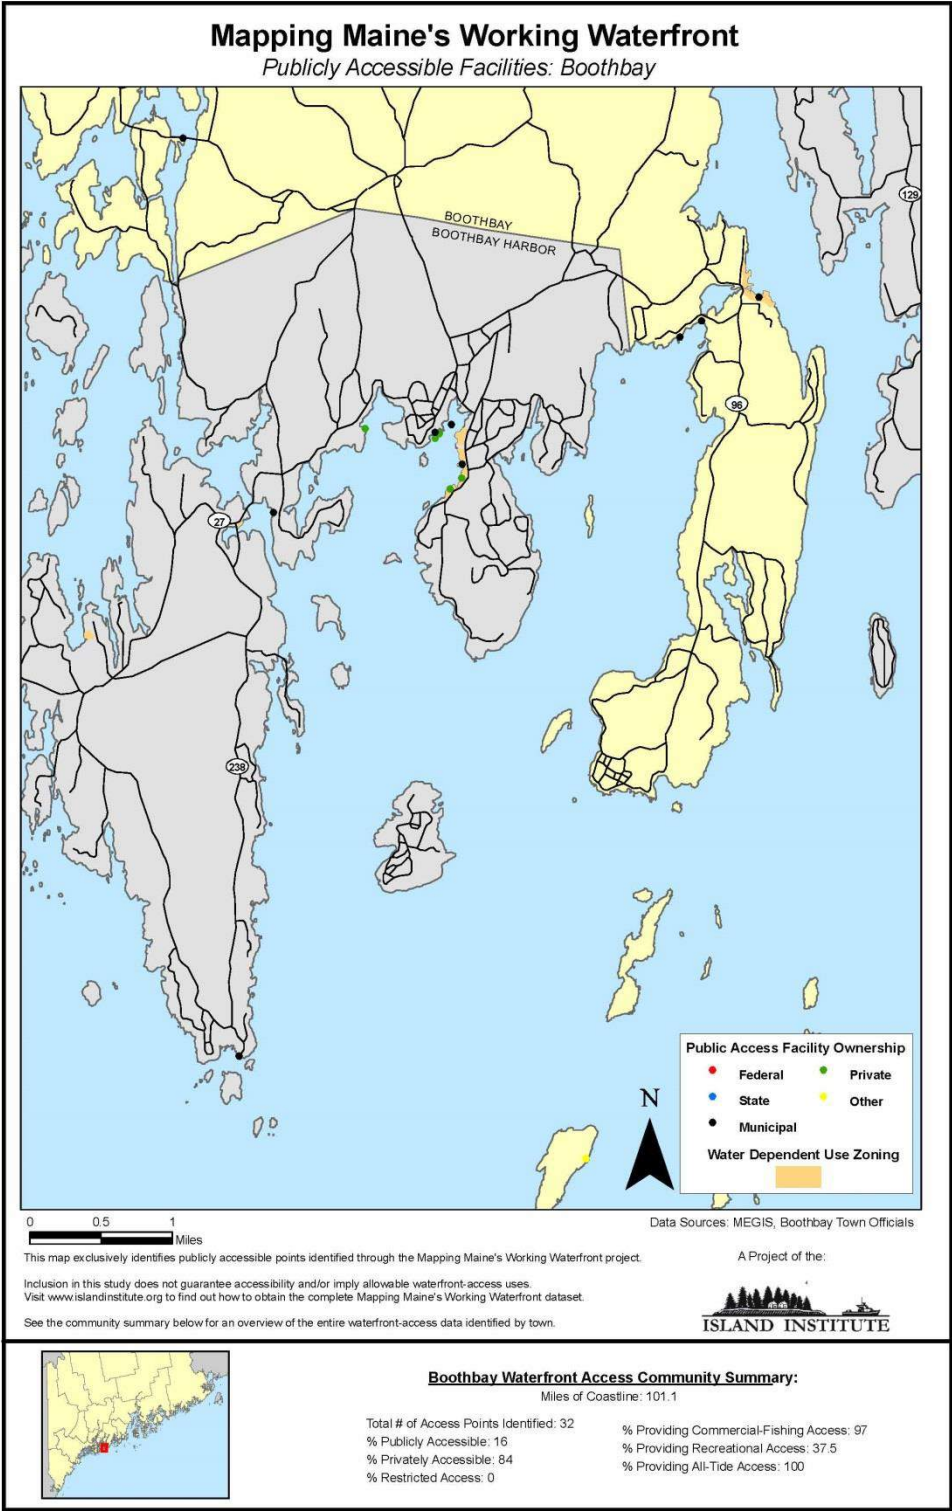 Mapping Maine's Working Waterfront
Publicly Accessible Facilities: Boothbay
129
BOOTHBAY
BOOTHBAY HARBOR
96
27
238
Public Access Facility Ownership
Federal
Private
State
Other
Municipal
Water Dependent Use Zoning
N
0 0.5 1
Miles
Data Sources: MEGIS, Boothbay Town Officials
This map exclusively identifies publicly accessible points identified through the Mapping Maine's Working Waterfront project.
A Project of the:
Inclusion in this study does not guarantee accessibility and/or imply allowable waterfront-access uses.
Visit www.islandinstitute.org to find out how to obtain the complete Mapping Maine's Working Waterfront dataset.
ISLAND INSTITUTE
See the community summary below for an overview of the entire waterfront-access data identified by town.
Boothbay Waterfront Access Community Summary:
Miles of Coastline: 101.1
Total # of Access Points Identified: 32
% Publicly Accessible: 16
% Privately Accessible: 84
% Restricted Access: 0
% Providing Commercial-Fishing Access: 97
% Providing Recreational Access: 37.5
% Providing All-Tide Access: 100